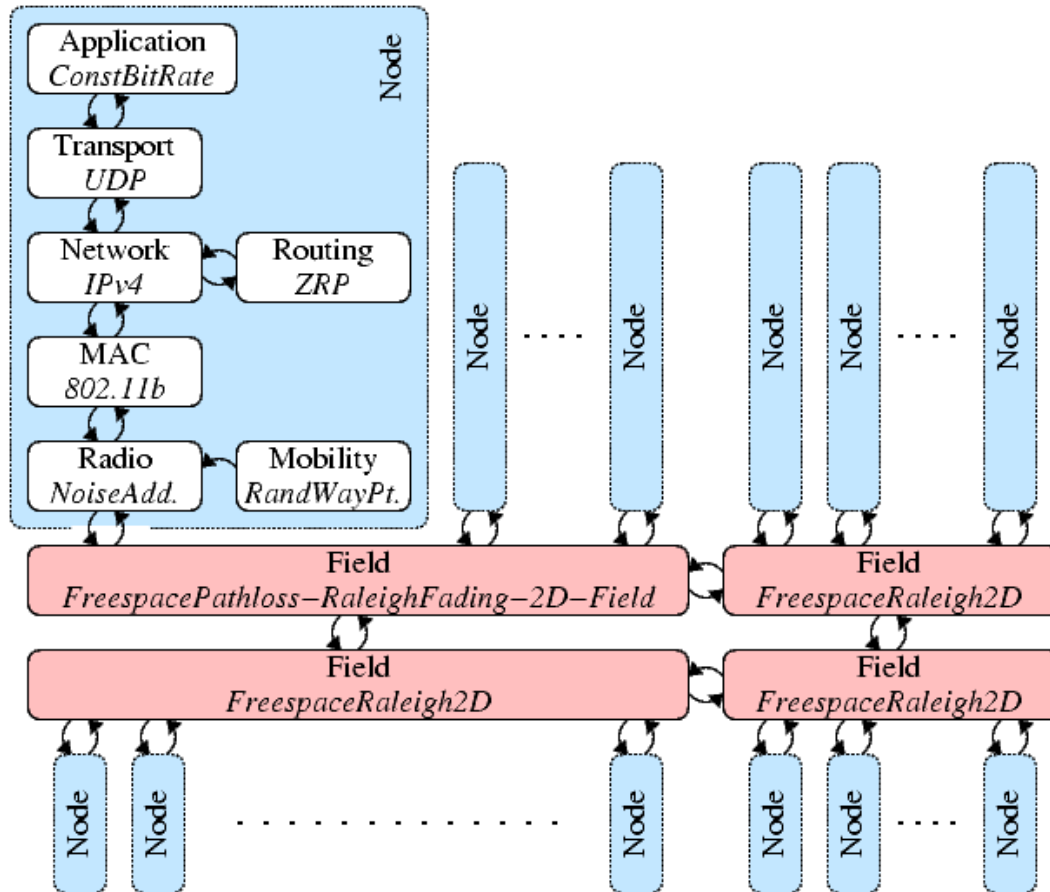 Application
ConstBitRate
Node
Transport
UDP
Network
IPv4
Routing
ZRP
MAC
802.11b
Radio
NoiseAdd.
Mobility
RandWayPt.
Node
Node
Node
Node
Node
Field
FreespacePathloss–RaleighFading–2D–Field
Field
FreespaceRaleigh2D
Field
FreespaceRaleigh2D
Field
FreespaceRaleigh2D
Node
Node
Node
Node
Node
Node